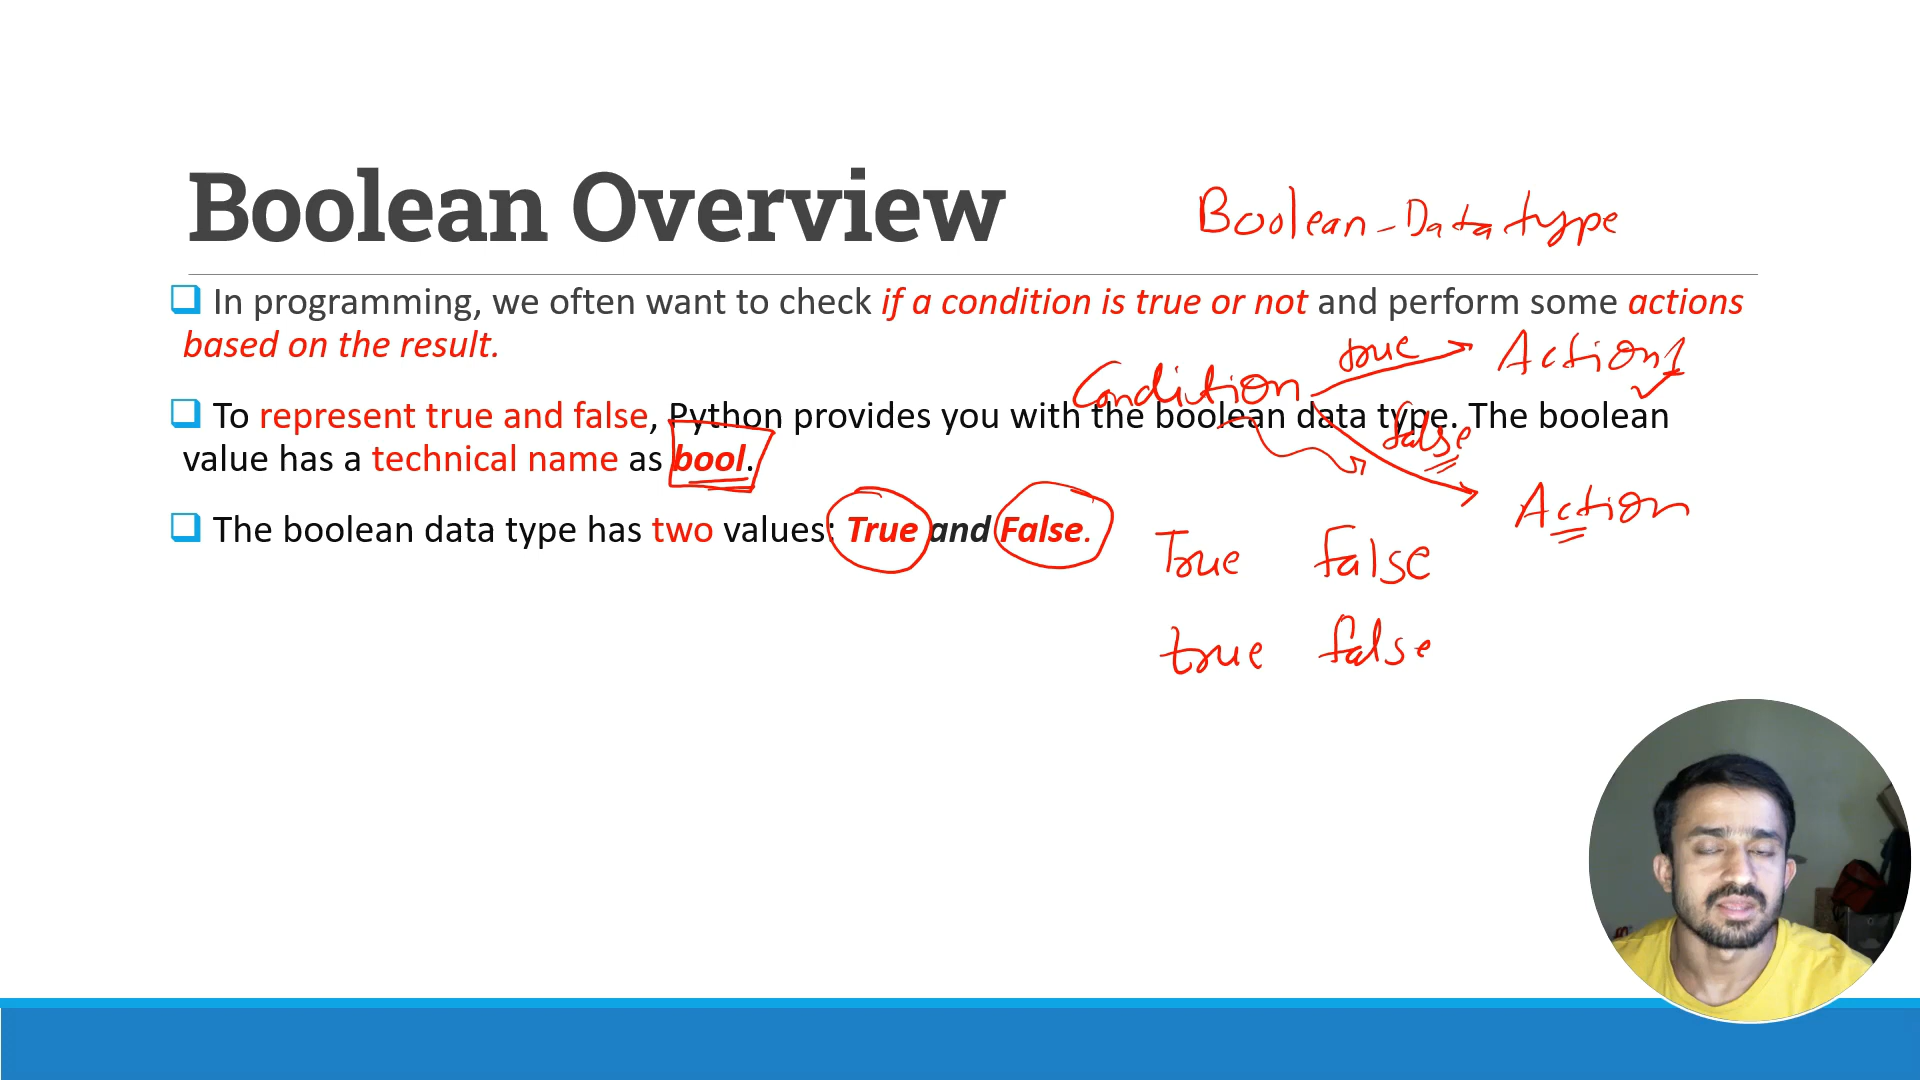 Boolean Overview
Boolean - Data type
In programming, we often want to check if a condition is true or not and perform some actions
based on the result.
true
Action1
Condition
To represent true and false, Python provides you with the boolean data type. The boolean
false
value has a technical name as bool.
Action
The boolean data type has two values: True and False.
True False
true false